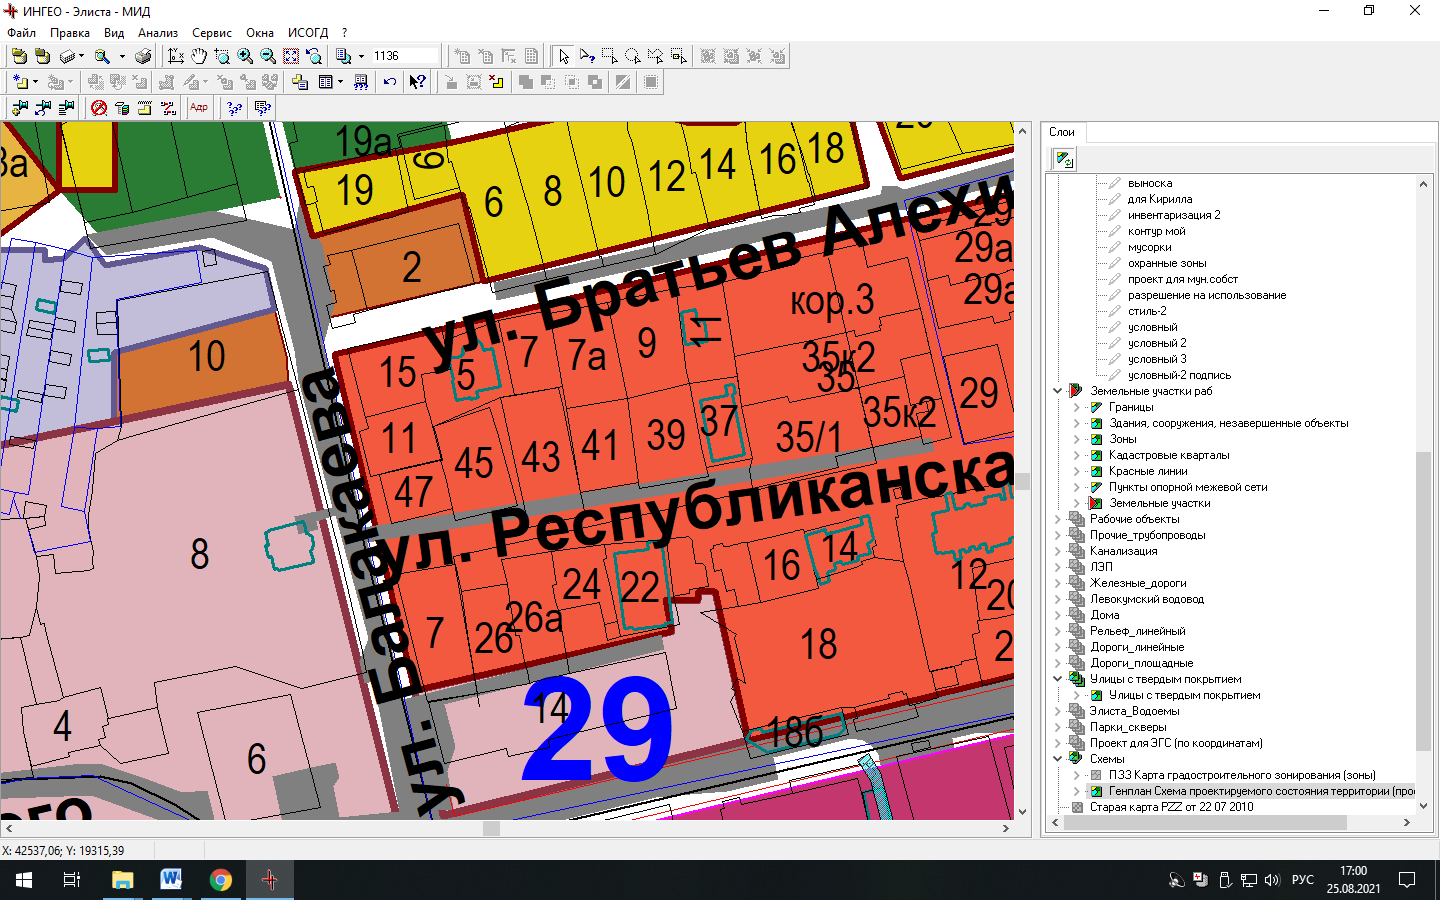 ИНГЕО - Элиста - МИД
Файл Правка Вид Анализ Сервис Окна ИСОГД ?
1136
Адр
19а
6
19
6
8
10
12
14
16
18
3а
2
10
ул. Братьев Алехи
29а
29а
кор.3
15
5
7
7а
9
11
35к2
35
35к2
29
11
45
43
41
39
37
35/1
47
ул. Республиканска
ул. Балакаева
8
7
26
26а
24
22
16
14
12
20
2
18
14
29
18б
4
6
ого
Слои
выноска
для Кирилла
инвентаризация 2
контур мой
мусорки
охранные зоны
проект для мун.собст
разрешение на использование
стиль-2
условный
условный 2
условный 3
условный-2 подпись
Земельные участки раб
Границы
Здания, сооружения, незавершенные объекты
Зоны
Кадастровые кварталы
Красные линии
Пункты опорной межевой сети
Земельные участки
Рабочие объекты
Прочие_трубопроводы
Канализация
ЛЭП
Железные_дороги
Левокумский водовод
Дома
Рельеф_линейный
Дороги_линейные
Дороги_площадные
Улицы с твердым покрытием
Улицы с твердым покрытием
Элиста_Водоемы
Парки_скверы
Проект для ЭГС (по координатам)
Схемы
ПЗЗ Карта градостроительного зонирования (зоны)
Генплан Схема проектируемого состояния территории (прое
Старая карта PZZ от 22 07 2010
X: 42537,06; Y: 19315,39
РУС
17:00
25.08.2021